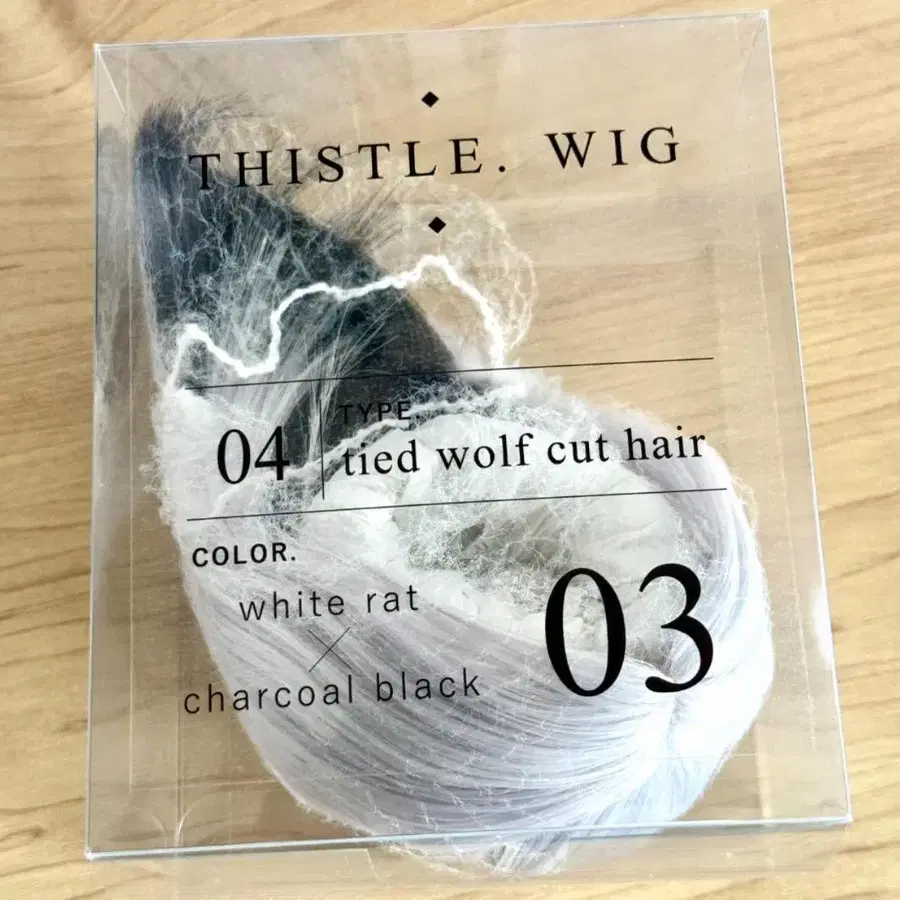 THISTLE. WIG
04
TYPE.
tied wolf cut hair
COLOR.
white rat
×
charcoal black
03